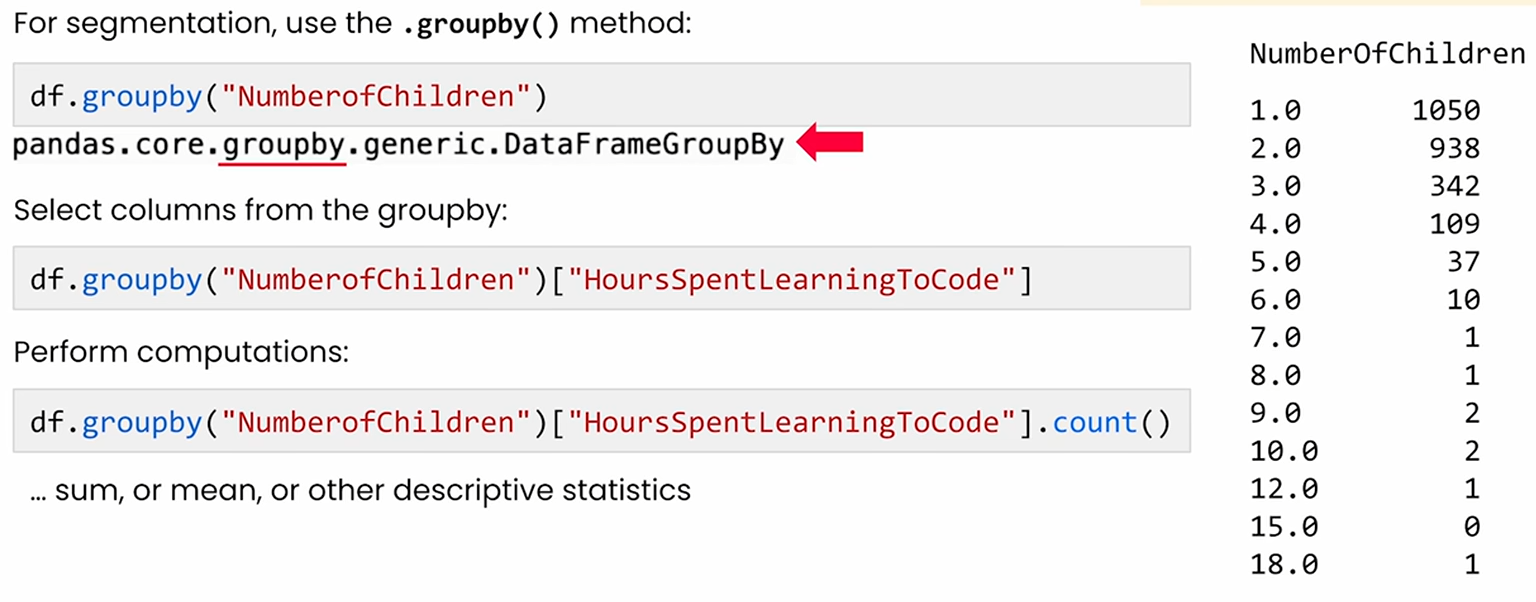 For segmentation, use the .groupby() method:
df.groupby("NumberofChildren")
pandas.core.groupby.generic.DataFrameGroupBy
Select columns from the groupby:
df.groupby("NumberofChildren")["HoursSpentLearningToCode"]
Perform computations:
df.groupby("NumberofChildren")["HoursSpentLearningToCode"].count()
… sum, or mean, or other descriptive statistics
NumberOfChildren
1.0 1050
2.0 938
3.0 342
4.0 109
5.0 37
6.0 10
7.0 1
8.0 1
9.0 2
10.0 2
12.0 1
15.0 0
18.0 1